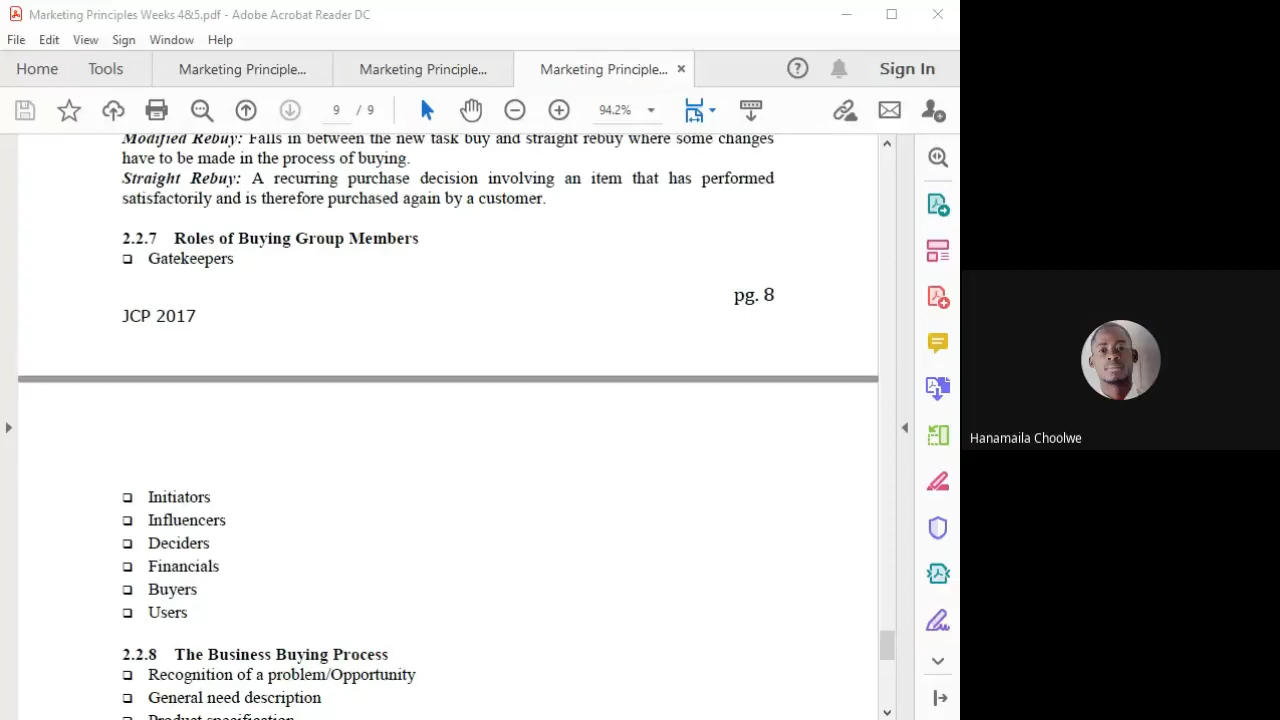 Marketing Principles Weeks 4&5.pdf - Adobe Acrobat Reader DC
File Edit View Sign Window Help
Home Tools Marketing Principle... Marketing Principle... Marketing Principle... Sign In
9 / 9 94.2%
Modified Rebuy: Falls in between the new task buy and straight rebuy where some changes
have to be made in the process of buying.
Straight Rebuy: A recurring purchase decision involving an item that has performed
satisfactorily and is therefore purchased again by a customer.
2.2.7 Roles of Buying Group Members
Gatekeepers
pg. 8
JCP 2017
Hanamaila Choolwe
Initiators
Influencers
Deciders
Financials
Buyers
Users
2.2.8 The Business Buying Process
Recognition of a problem/Opportunity
General need description
Product specification